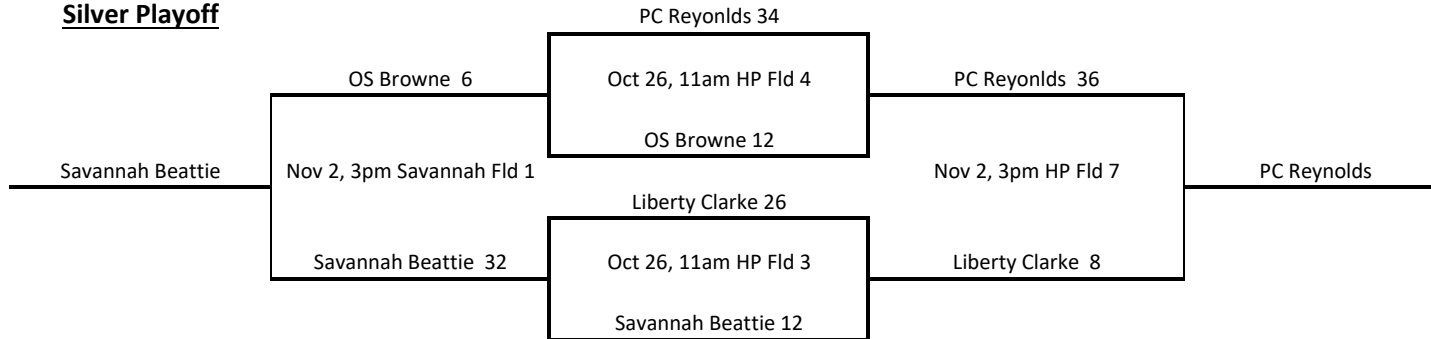 Silver Playoff
PC Reyonlds 34
OS Browne 6
Oct 26, 11am HP Fld 4
PC Reyonlds 36
OS Browne 12
Savannah Beattie
Nov 2, 3pm Savannah Fld 1
Nov 2, 3pm HP Fld 7
PC Reynolds
Liberty Clarke 26
Savannah Beattie 32
Oct 26, 11am HP Fld 3
Liberty Clarke 8
Savannah Beattie 12